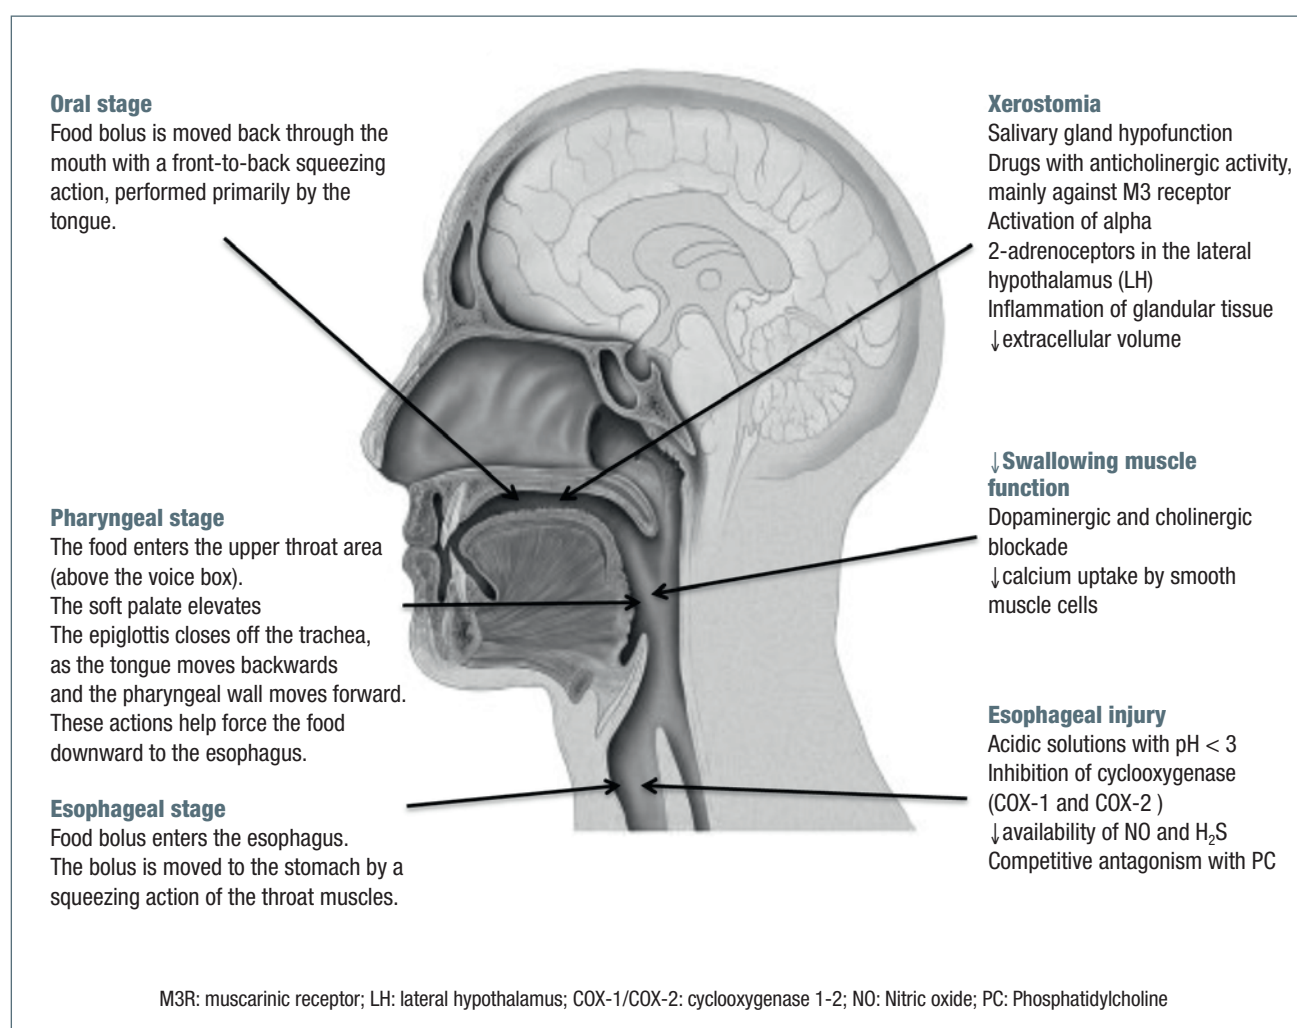 Oral stage
Food bolus is moved back through the
mouth with a front-to-back squeezing
action, performed primarily by the
tongue.
Pharyngeal stage
The food enters the upper throat area
(above the voice box).
The soft palate elevates
The epiglottis closes off the trachea,
as the tongue moves backwards
and the pharyngeal wall moves forward.
These actions help force the food
downward to the esophagus.
Esophageal stage
Food bolus enters the esophagus.
The bolus is moved to the stomach by a
squeezing action of the throat muscles.
Xerostomia
Salivary gland hypofunction
Drugs with anticholinergic activity,
mainly against M3 receptor
Activation of alpha
2-adrenoceptors in the lateral
hypothalamus (LH)
Inflammation of glandular tissue
↓extracellular volume
↓Swallowing muscle
function
Dopaminergic and cholinergic
blockade
↓calcium uptake by smooth
muscle cells
Esophageal injury
Acidic solutions with pH < 3
Inhibition of cyclooxygenase
(COX-1 and COX-2 )
↓availability of NO and H₂S
Competitive antagonism with PC
M3R: muscarinic receptor; LH: lateral hypothalamus; COX-1/COX-2: cyclooxygenase 1-2; NO: Nitric oxide; PC: Phosphatidylcholine